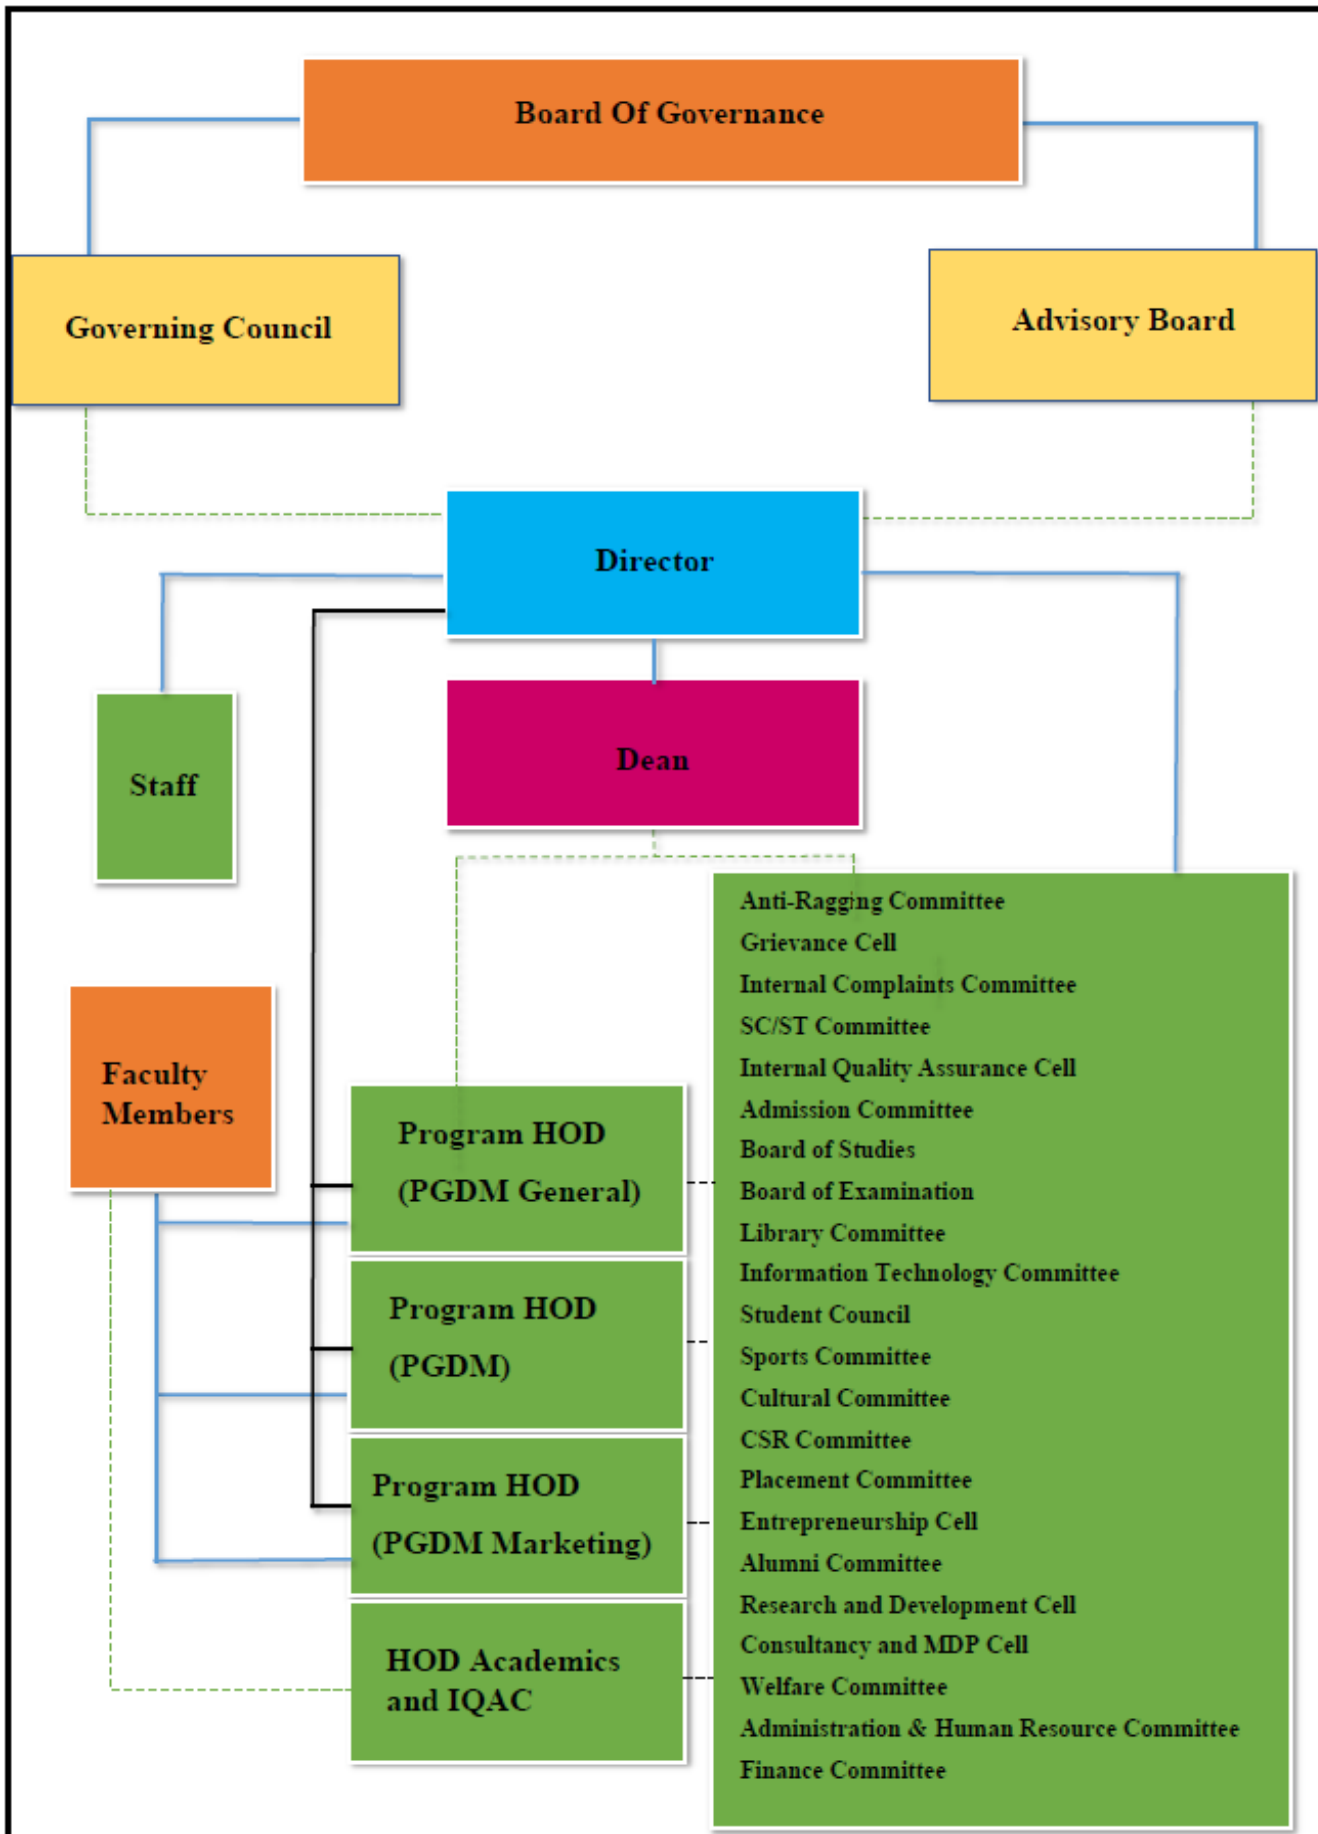 Board Of Governance
Governing Council
Advisory Board
Director
Staff
Dean
Faculty
Members
Program HOD
(PGDM General)
Program HOD
(PGDM)
Program HOD
(PGDM Marketing)
HOD Academics
and IQAC
Anti-Ragging Committee
Grievance Cell
Internal Complaints Committee
SC/ST Committee
Internal Quality Assurance Cell
Admission Committee
Board of Studies
Board of Examination
Library Committee
Information Technology Committee
Student Council
Sports Committee
Cultural Committee
CSR Committee
Placement Committee
Entrepreneurship Cell
Alumni Committee
Research and Development Cell
Consultancy and MDP Cell
Welfare Committee
Administration & Human Resource Committee
Finance Committee